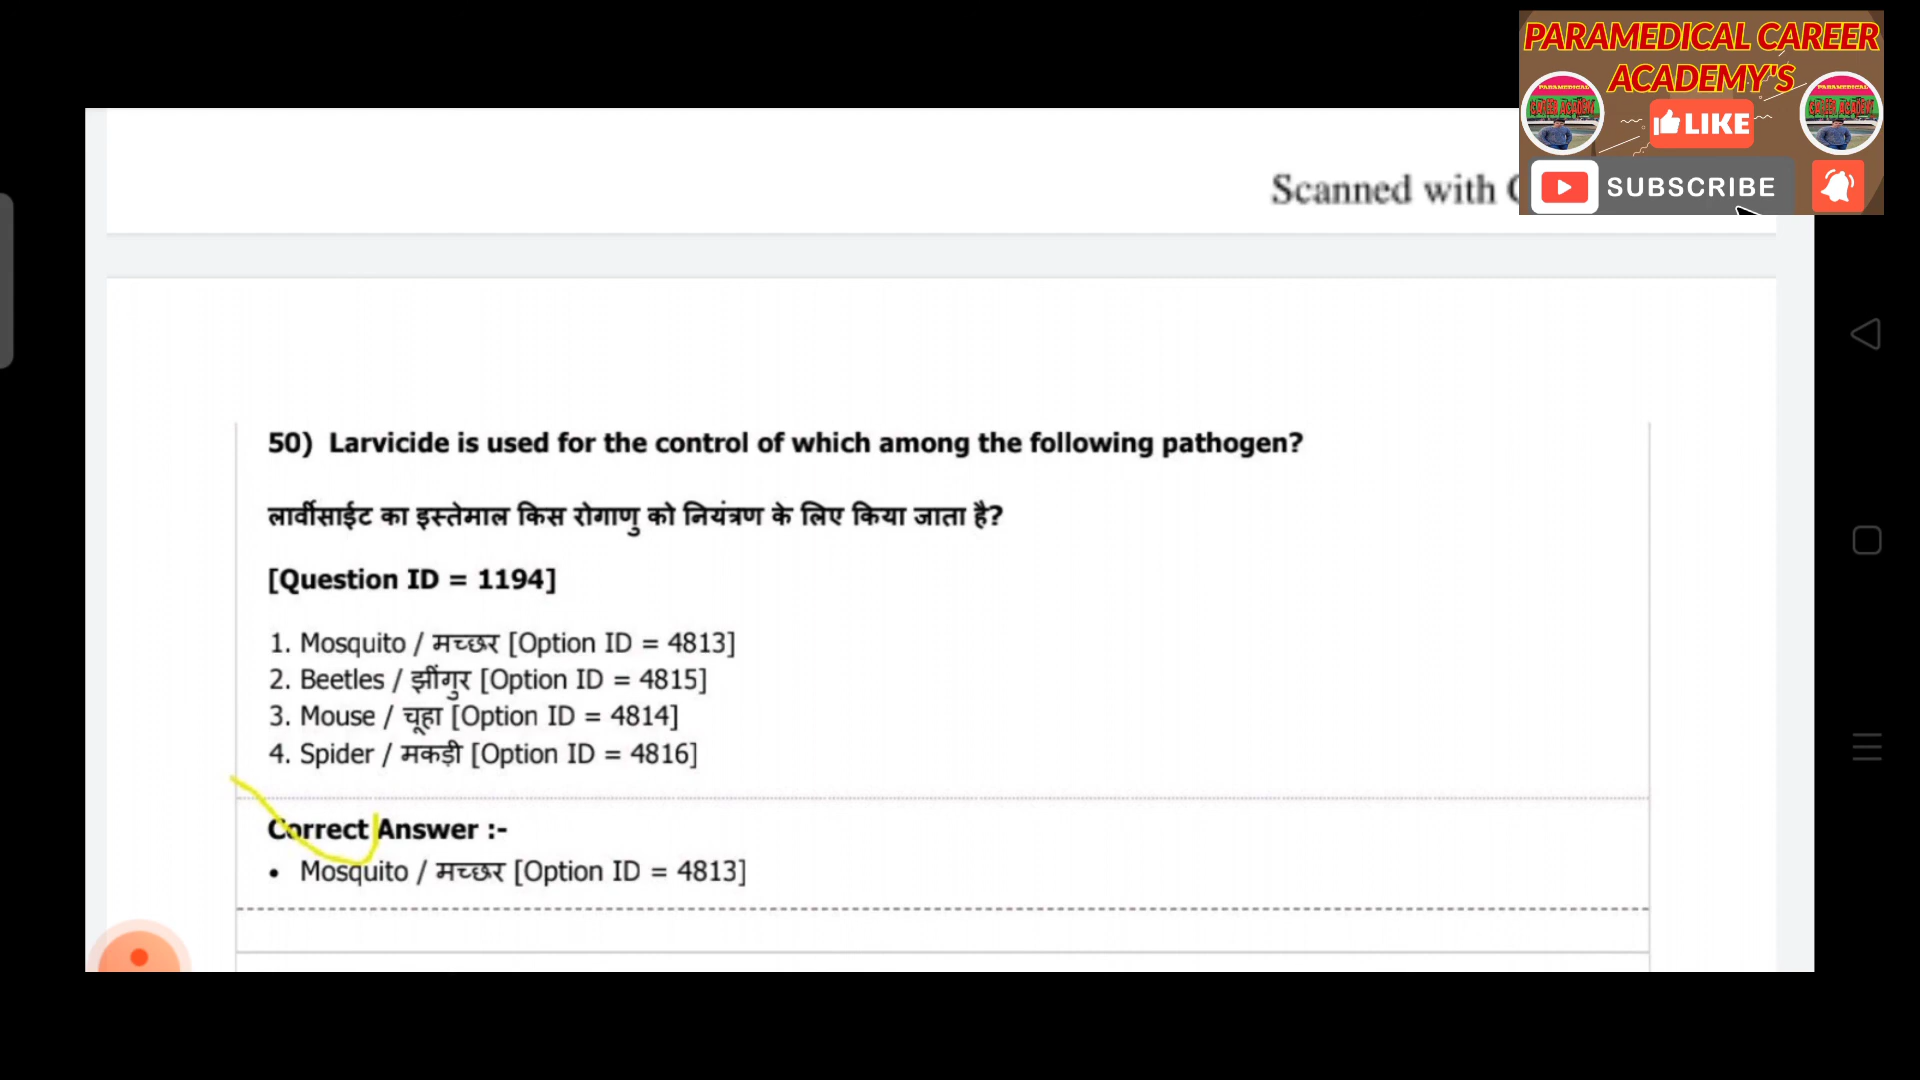 PARAMEDICAL CAREER
ACADEMY'S
LIKE
SUBSCRIBE
Scanned with
50) Larvicide is used for the control of which among the following pathogen?
लार्वीसाईट का इस्तेमाल किस रोगाणु को नियंत्रण के लिए किया जाता है?
[Question ID = 1194]
1. Mosquito / मच्छर [Option ID = 4813]
2. Beetles / झींगुर [Option ID = 4815]
3. Mouse / चूहा [Option ID = 4814]
4. Spider / मकड़ी [Option ID = 4816]
Correct Answer :-
• Mosquito / मच्छर [Option ID = 4813]